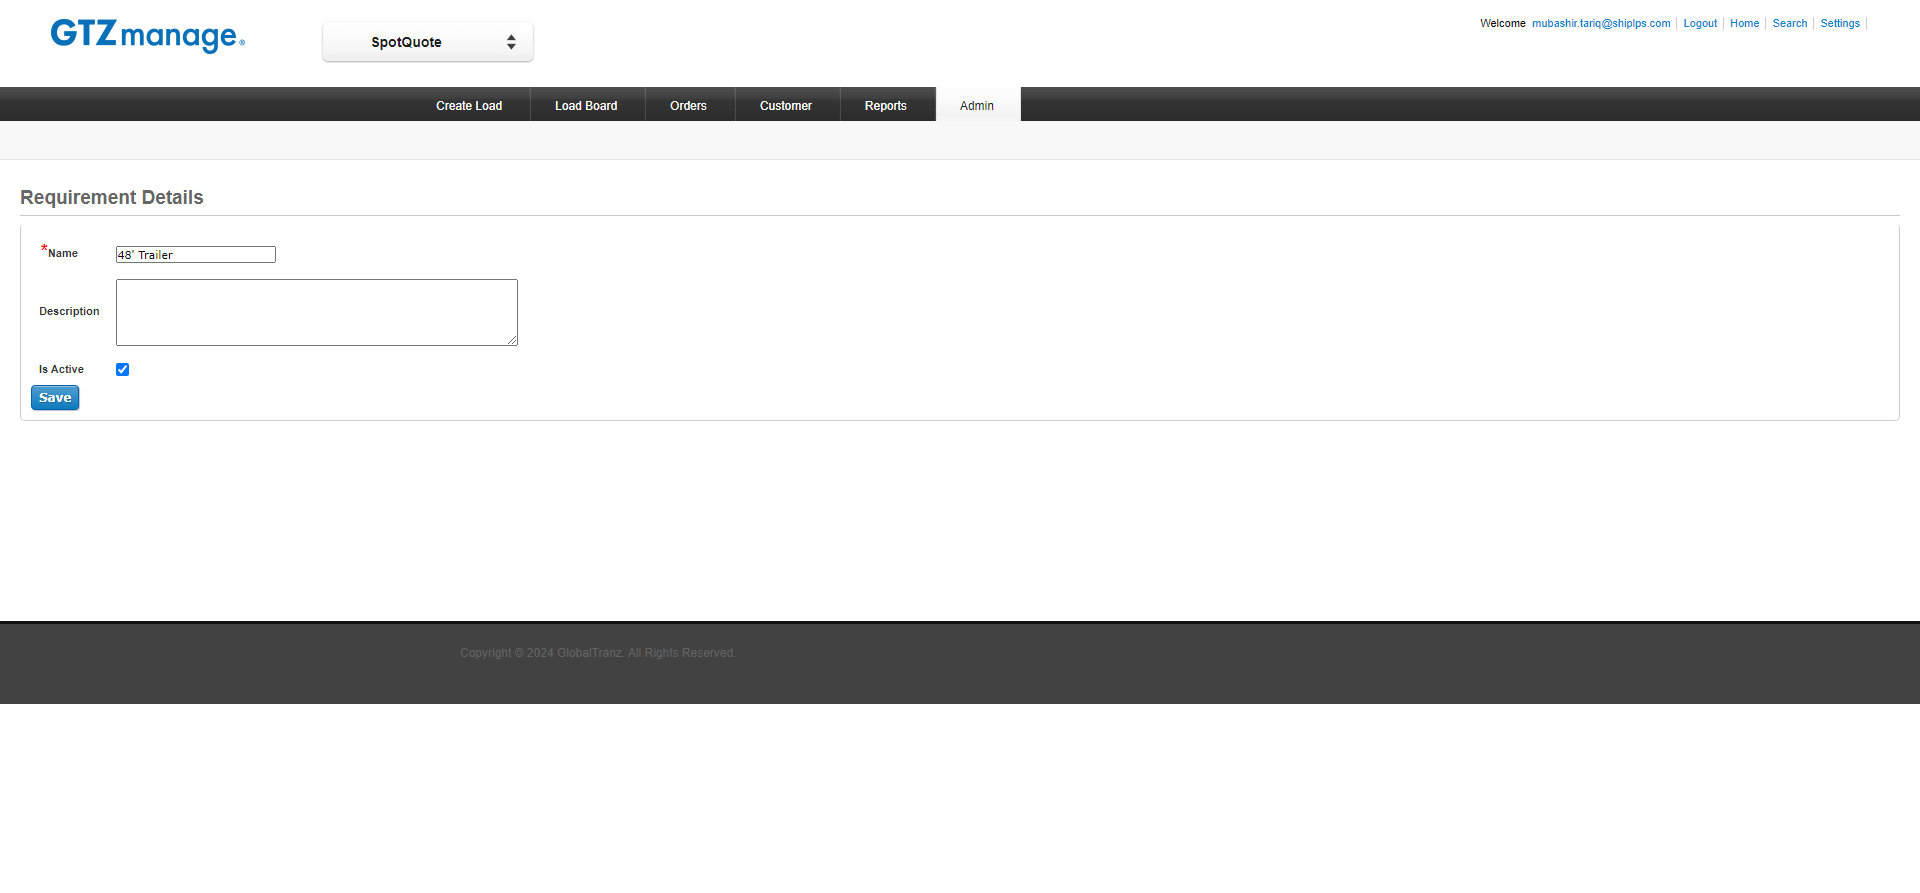 GTZmanage®
SpotQuote
Welcome mubashir.tariq@shiplps.com Logout Home Search Settings
Create Load Load Board Orders Customer Reports Admin
Requirement Details
*Name 48' Trailer
Description
Is Active
Save
Copyright © 2024 GlobalTranz. All Rights Reserved.